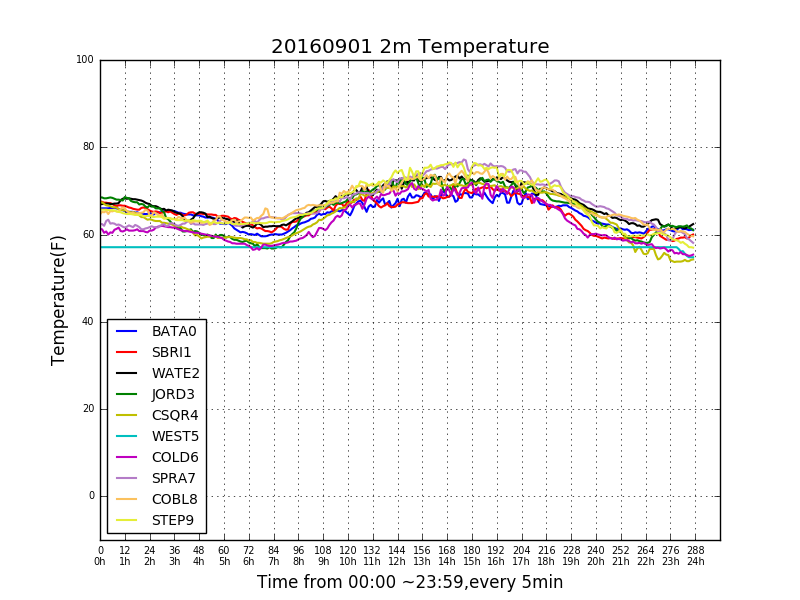 20160901 2m Temperature
100
80
60
40
20
0
Temperature(F)
BATA0
SBRI1
WATE2
JORD3
CSQR4
WEST5
COLD6
SPRA7
COBL8
STEP9
0 12 24 36 48 60 72 84 96 108 120 132 144 156 168 180 192 204 216 228 240 252 264 276 288
0h 1h 2h 3h 4h 5h 6h 7h 8h 9h 10h 11h 12h 13h 14h 15h 16h 17h 18h 19h 20h 21h 22h 23h 24h
Time from 00:00 ~23:59,every 5min